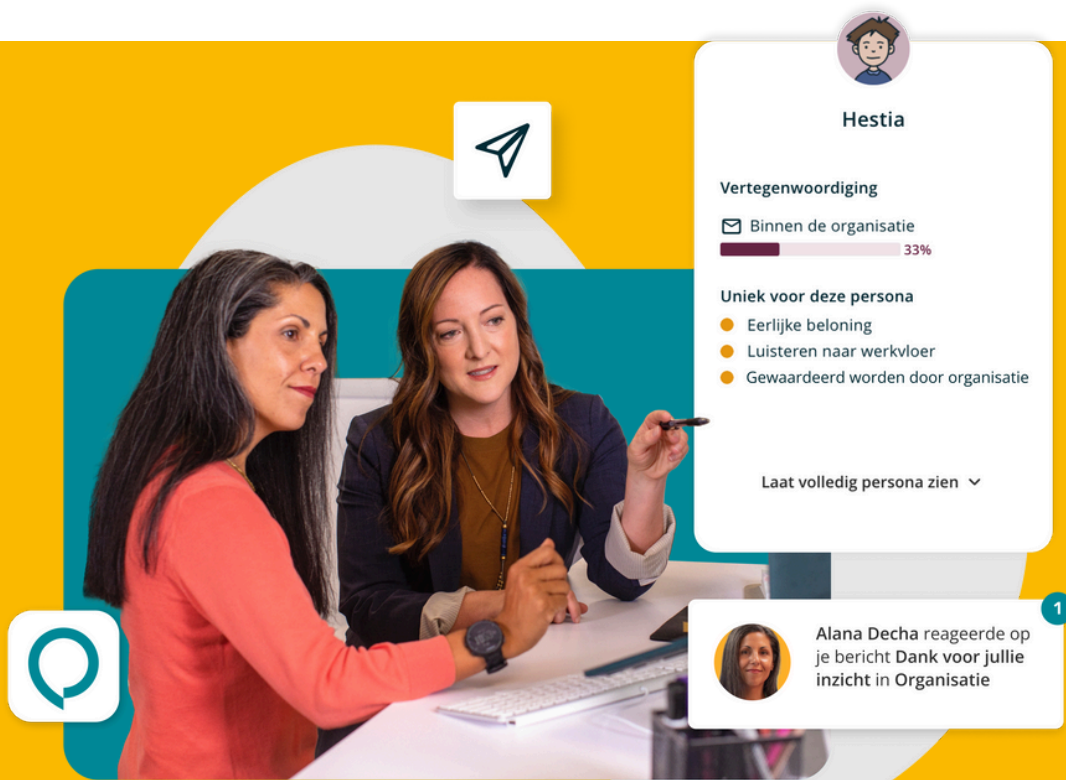 Hestia
Vertegenwoordiging
Binnen de organisatie
33%
Uniek voor deze persona
Eerlijke beloning
Luisteren naar werkvloer
Gewaardeerd worden door organisatie
Laat volledig persona zien
1
Alana Decha reageerde op
je bericht Dank voor jullie
inzicht in Organisatie